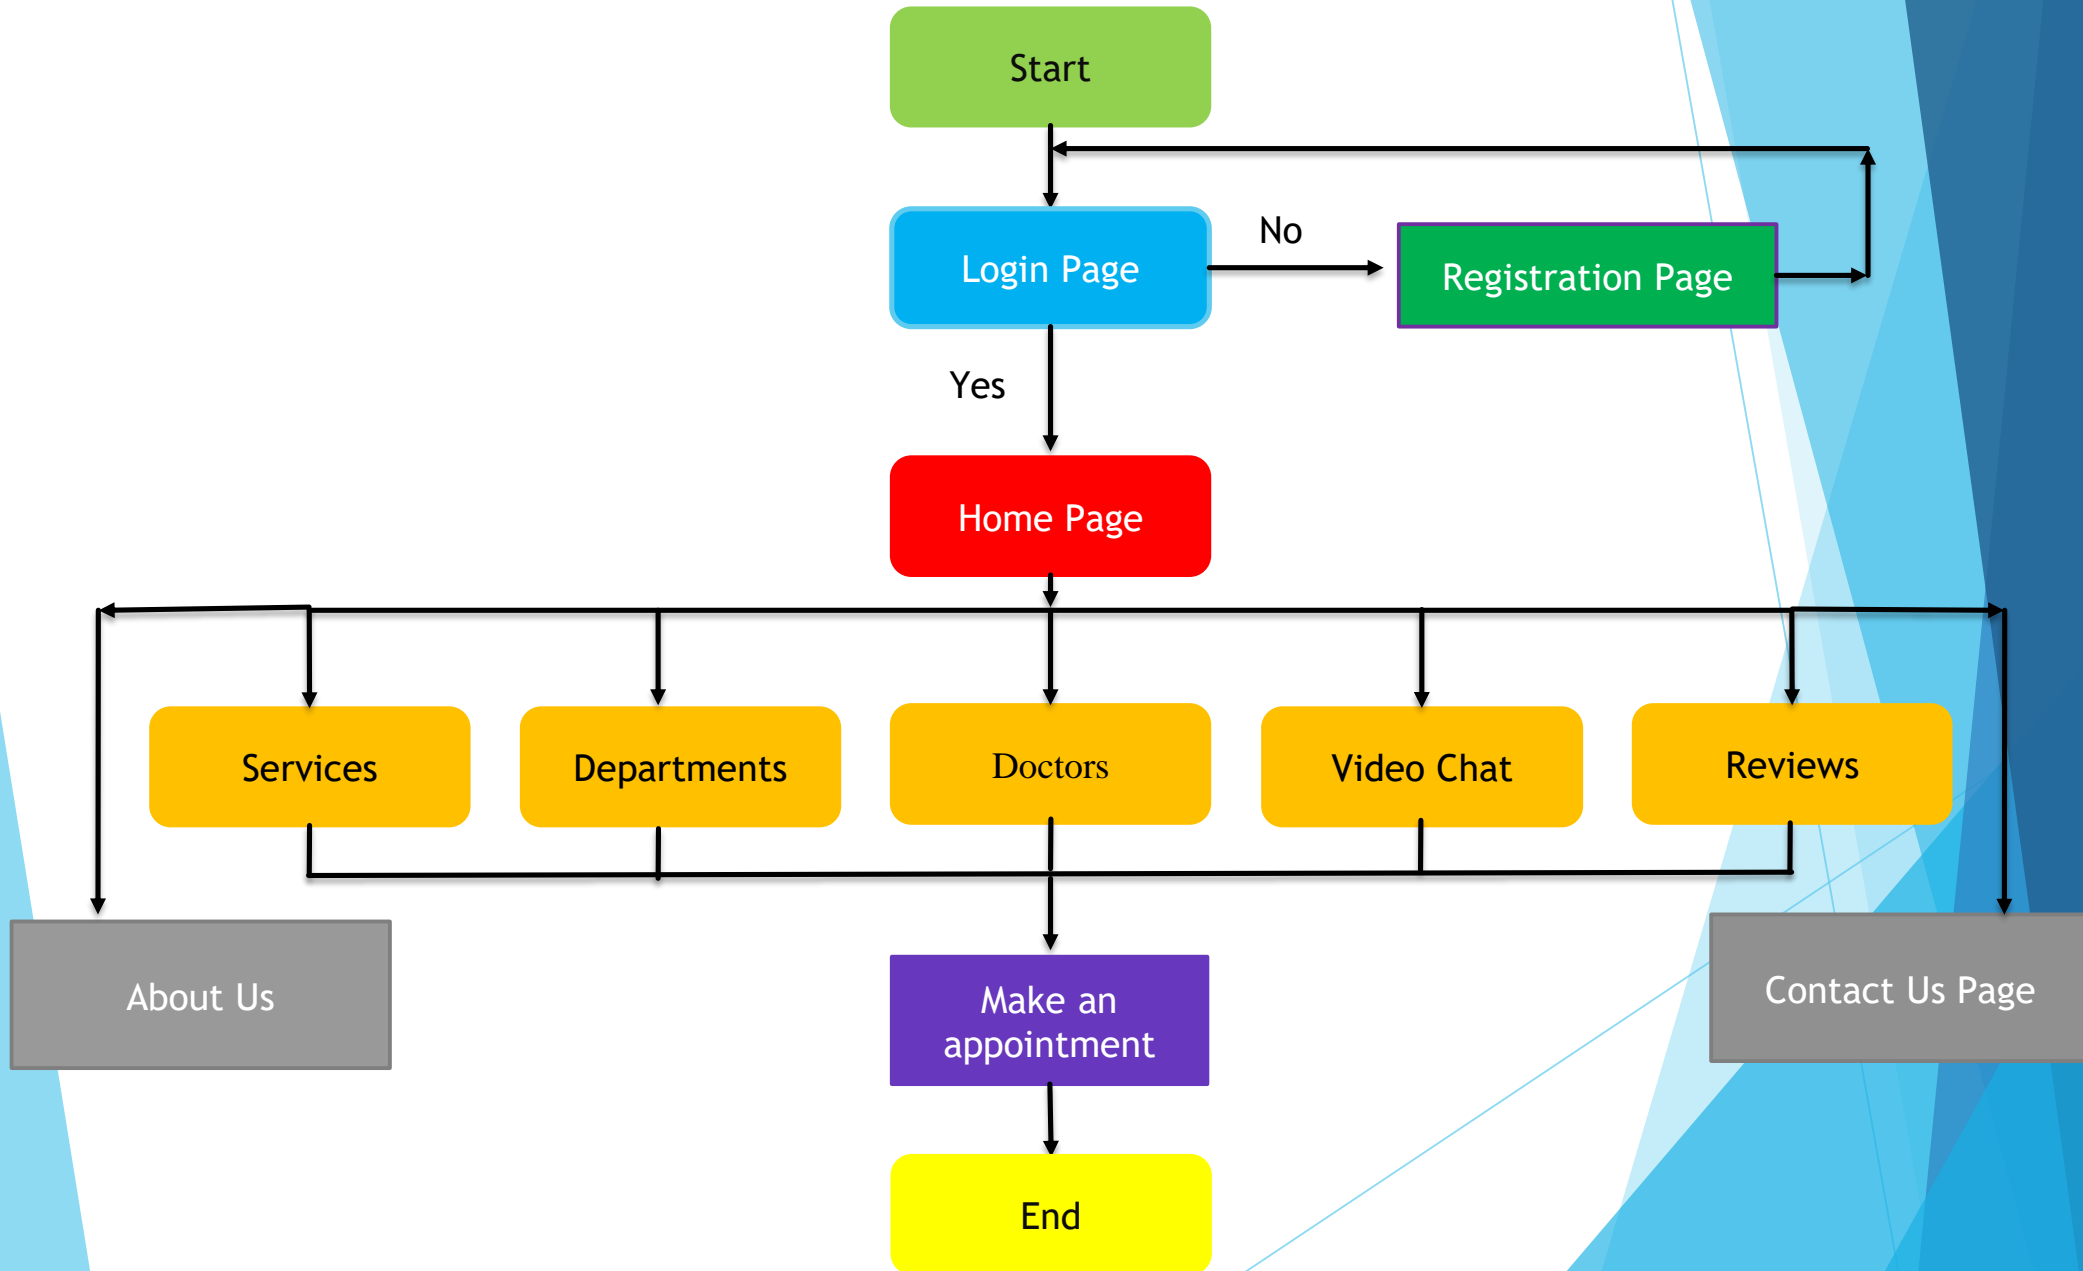 Start
No
Login Page
Registration Page
Yes
Home Page
Services
Departments
Doctors
Video Chat
Reviews
About Us
Make an
appointment
Contact Us Page
End